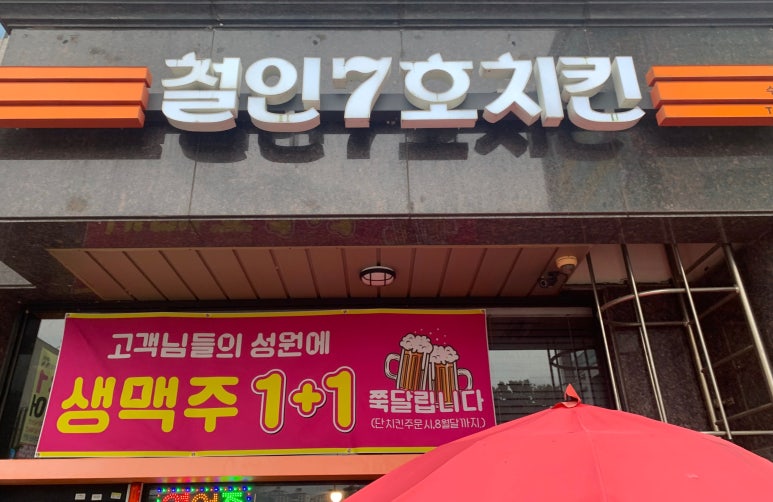 철인7호치킨
고객님들의 성원에
생맥주 1+1
쭉달립니다
(단치킨주문시,8월달까지.)